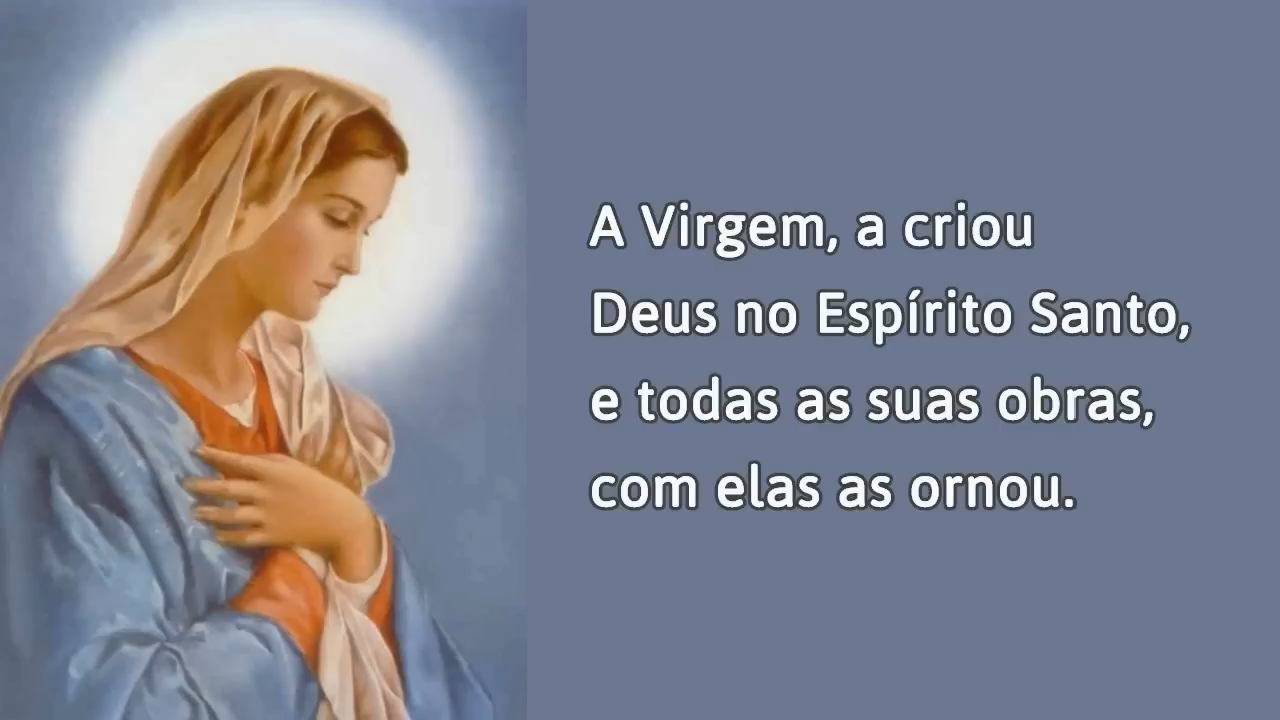 A Virgem, a criou
Deus no Espírito Santo,
e todas as suas obras,
com elas as ornou.